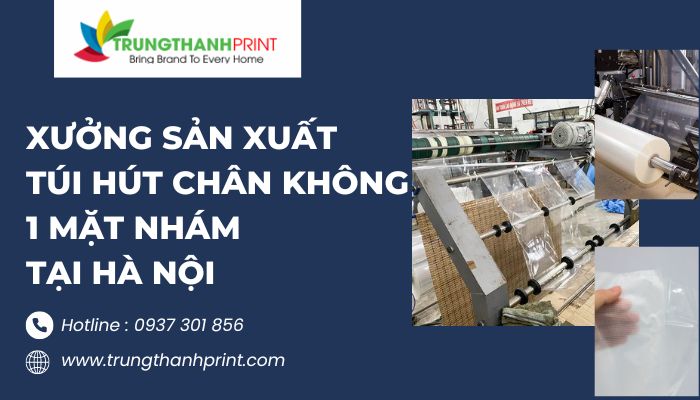 TRUNGTHANHPRINT
Bring Brand To Every Home
XƯỞNG SẢN XUẤT
TÚI HÚT CHÂN KHÔNG
1 MẶT NHÁM
TẠI HÀ NỘI
Hotline : 0937 301 856
www.trungthanhprint.com